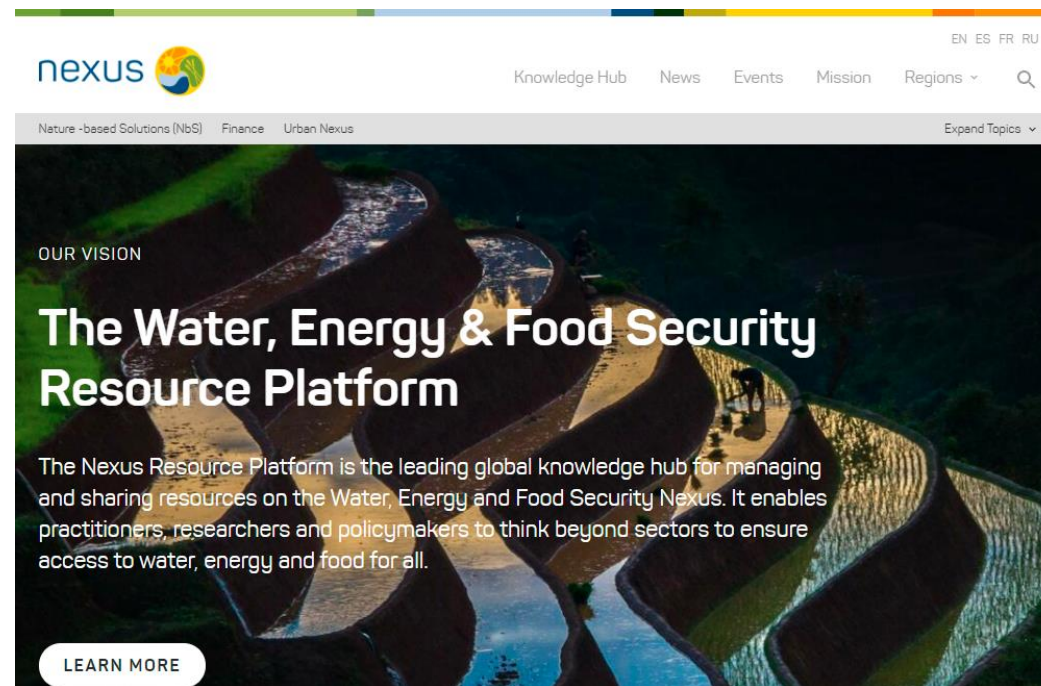 EN ES FR RU
nexus
Knowledge Hub News Events Mission Regions
Nature -based Solutions (NbS) Finance Urban Nexus Expand Topics
OUR VISION
The Water, Energy & Food Security
Resource Platform
The Nexus Resource Platform is the leading global knowledge hub for managing
and sharing resources on the Water, Energy and Food Security Nexus. It enables
practitioners, researchers and policymakers to think beyond sectors to ensure
access to water, energy and food for all.
LEARN MORE